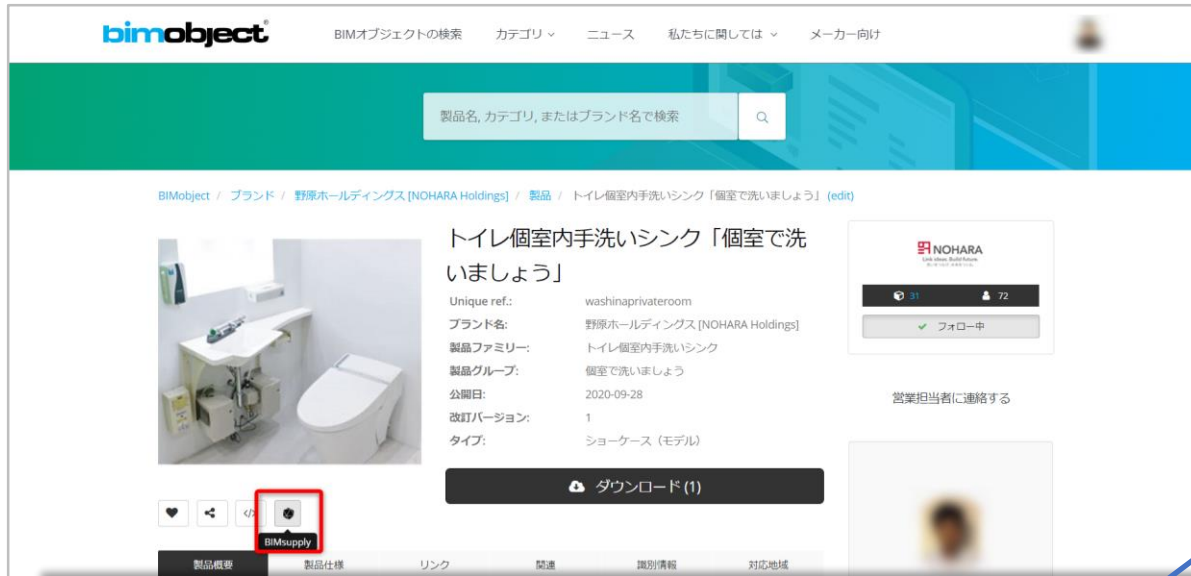 bimobject®
BIMオブジェクトの検索 カテゴリ ニュース 私たちに関しては メーカー向け
製品名, カテゴリ, またはブランド名で検索
BIMobject / ブランド / 野原ホールディングス [NOHARA Holdings] / 製品 / トイレ個室内手洗いシンク「個室で洗いましょう」 (edit)
トイレ個室内手洗いシンク「個室で洗
いましょう」
Unique ref.: washinaprivateroom
ブランド名: 野原ホールディングス [NOHARA Holdings]
製品ファミリー: トイレ個室内手洗いシンク
製品グループ: 個室で洗いましょう
公開日: 2020-09-28
改訂バージョン: 1
タイプ: ショーケース（モデル）
ダウンロード (1)
NOHARA
31 72
フォロー中
営業担当者に連絡する
</>
BIMsupply
製品概要 製品仕様 リンク 関連 識別情報 対応地域